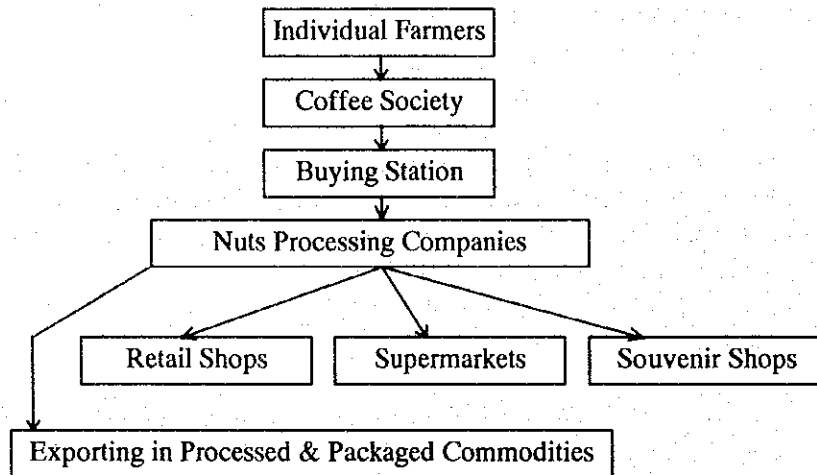 Individual Farmers
Coffee Society
Buying Station
Nuts Processing Companies
Retail Shops
Supermarkets
Souvenir Shops
Exporting in Processed & Packaged Commodities